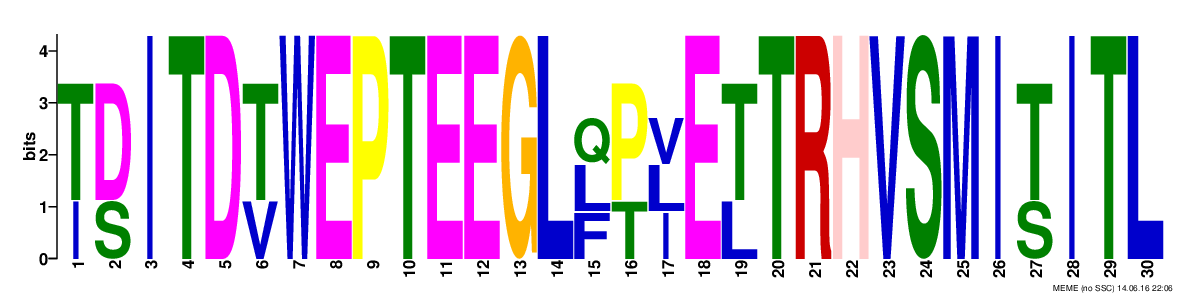 bits
4
3
2
1
0
T D I T D T W E P T E E G L Q P V E T T R H V S M I T I T L
I S V L T L L S
F I
1 2 3 4 5 6 7 8 9 10 11 12 13 14 15 16 17 18 19 20 21 22 23 24 25 26 27 28 29 30
MEME (no SSC) 14.06.16 22:06